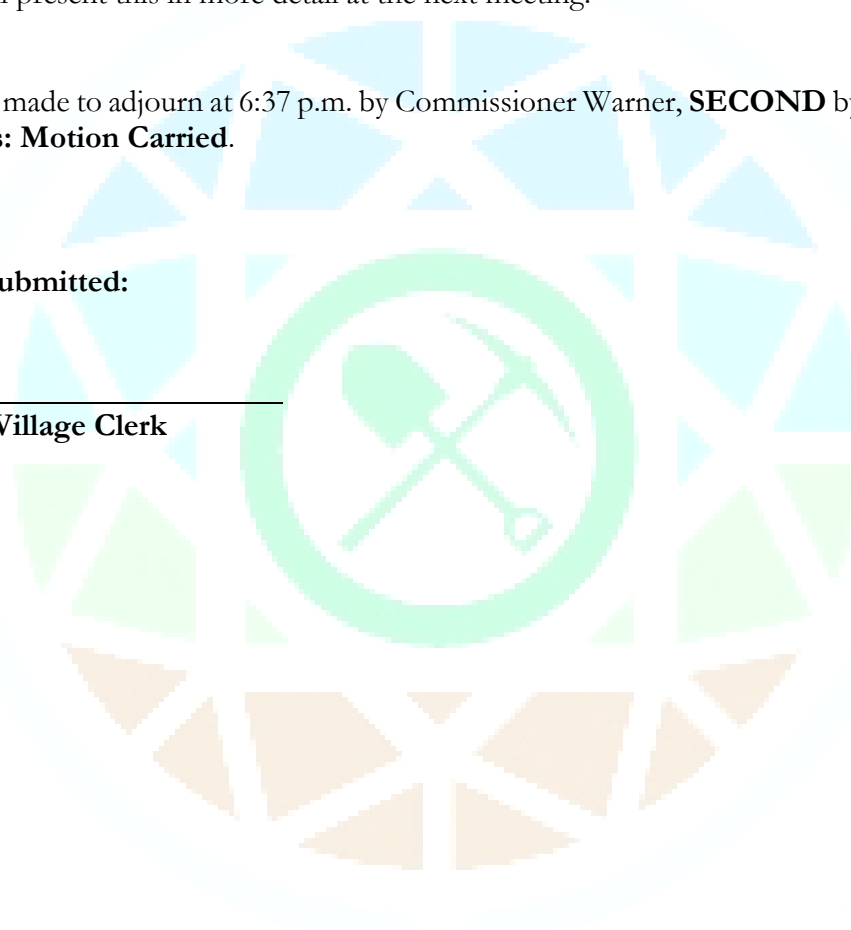 present this in more detail at the next meeting.
made to adjourn at 6:37 p.m. by Commissioner Warner, SECOND by
s: Motion Carried.
ubmitted:
Village Clerk